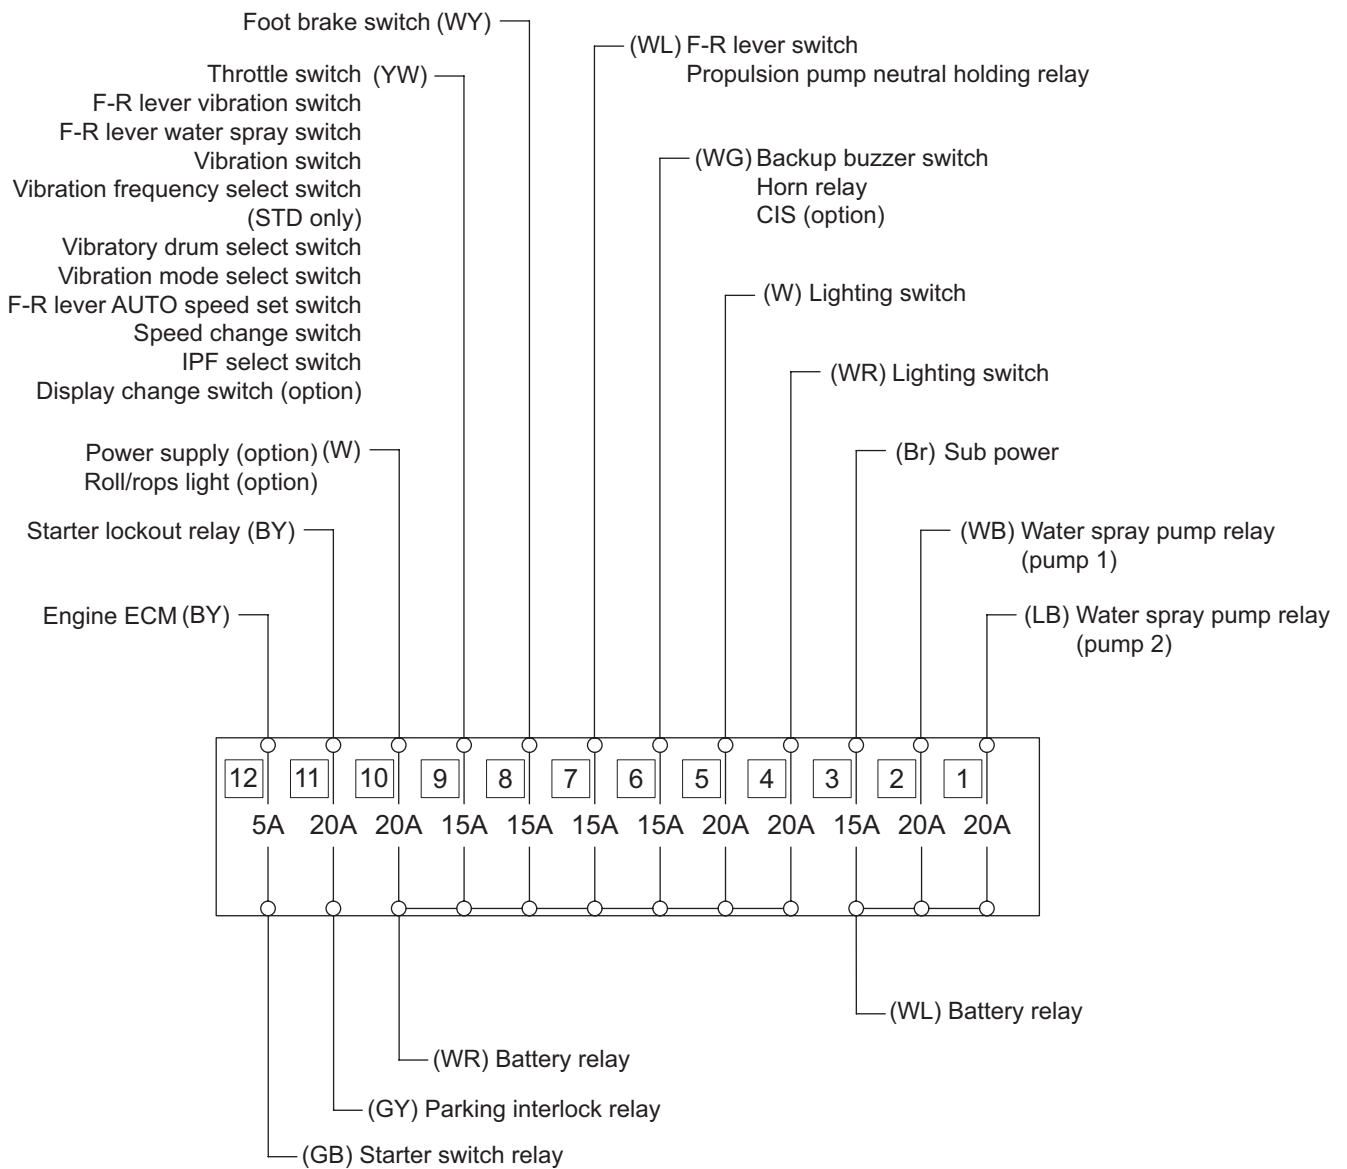 Foot brake switch (WY)
(WL) F-R lever switch
Propulsion pump neutral holding relay
Throttle switch (YW)
F-R lever vibration switch
F-R lever water spray switch
Vibration switch
Vibration frequency select switch
(STD only)
Vibratory drum select switch
Vibration mode select switch
F-R lever AUTO speed set switch
Speed change switch
IPF select switch
Display change switch (option)
(WG) Backup buzzer switch
Horn relay
CIS (option)
(W) Lighting switch
(WR) Lighting switch
Power supply (option) (W)
Roll/rops light (option)
(Br) Sub power
Starter lockout relay (BY)
(WB) Water spray pump relay
(pump 1)
Engine ECM (BY)
(LB) Water spray pump relay
(pump 2)
12 11 10 9 8 7 6 5 4 3 2 1
5A 20A 20A 15A 15A 15A 15A 20A 20A 15A 20A 20A
(WL) Battery relay
(WR) Battery relay
(GY) Parking interlock relay
(GB) Starter switch relay